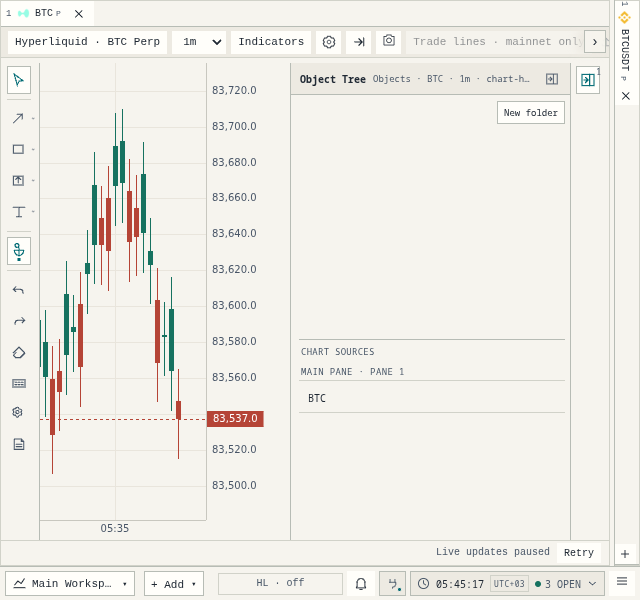 1 BTC P
Hyperliquid · BTC Perp 1m Indicators Trade lines · mainnet only
Object Tree Objects · BTC · 1m · chart-h…
1
New folder
83,720.0
83,700.0
83,680.0
83,660.0
83,640.0
83,620.0
83,600.0
83,580.0
83,560.0
83,537.0
83,520.0
83,500.0
05:35
CHART SOURCES
MAIN PANE · PANE 1
BTC
Live updates paused Retry
1 BTCUSDT P
Main Worksp… + Add HL · off 05:45:17 UTC+03 3 OPEN